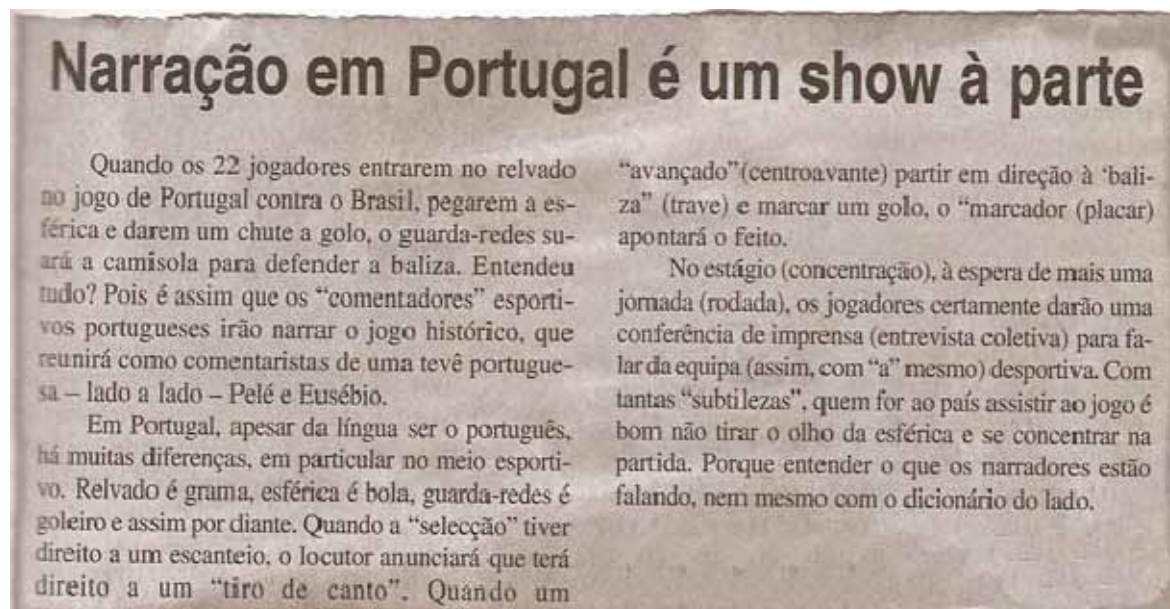 Narração em Portugal é um show à parte
Quando os 22 jogadores entrarem no relvado
no jogo de Portugal contra o Brasil, pegarem a es-
férica e darem um chute a golo, o guarda-redes su-
ará a camisola para defender a baliza. Entendeu
tudo? Pois é assim que os “comentadores” esporti-
vos portugueses irão narrar o jogo histórico, que
reunirá como comentaristas de uma tevê portugue-
sa – lado a lado – Pelé e Eusébio.
Em Portugal, apesar da língua ser o português,
há muitas diferenças, em particular no meio esporti-
vo. Relvado é grama, esférica é bola, guarda-redes é
goleiro e assim por diante. Quando a “selecção” tiver
direito a um escanteio, o locutor anunciará que terá
direito a um “tiro de canto”. Quando um
“avançado”(centroavante) partir em direção à ‘bali-
za” (trave) e marcar um golo, o “marcador (placar)
apontará o feito.
No estágio (concentração), à espera de mais uma
jornada (rodada), os jogadores certamente darão uma
conferência de imprensa (entrevista coletiva) para fa-
lar da equipa (assim, com “a” mesmo) desportiva. Com
tantas “subtilezas”, quem for ao país assistir ao jogo é
bom não tirar o olho da esférica e se concentrar na
partida. Porque entender o que os narradores estão
falando, nem mesmo com o dicionário do lado.